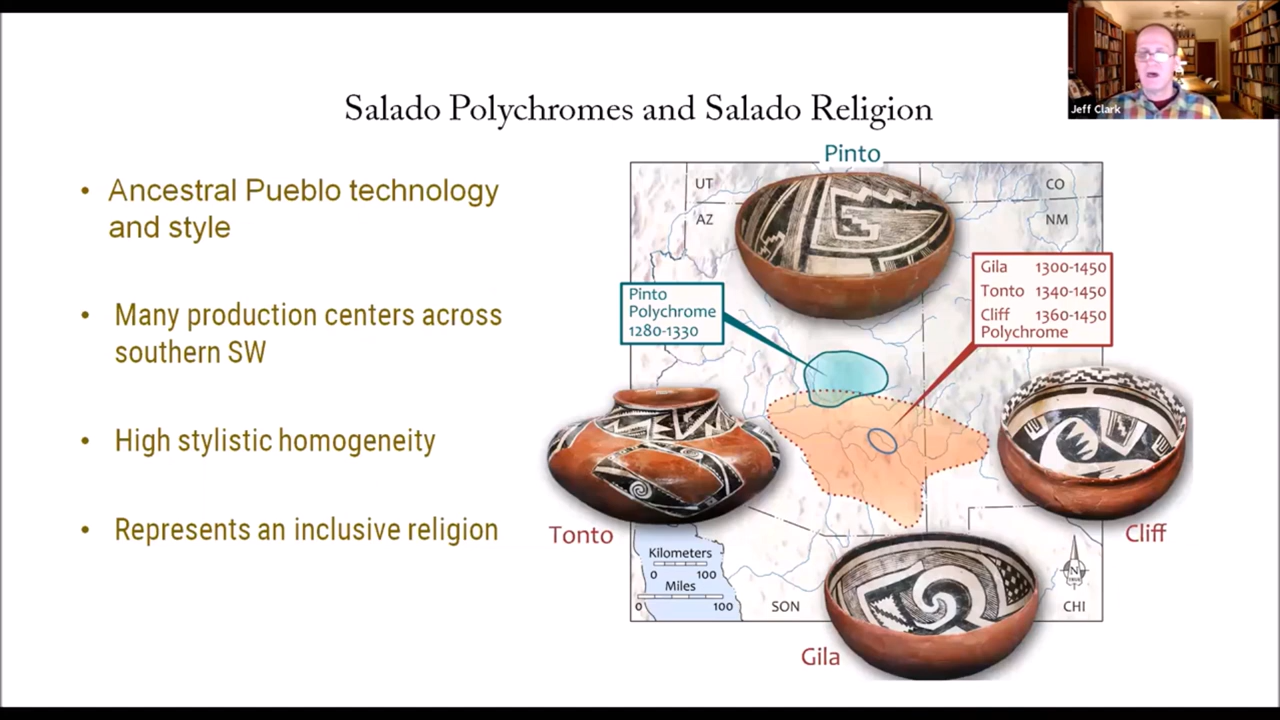 Jeff Clark
Salado Polychromes and Salado Religion
• Ancestral Pueblo technology
and style
• Many production centers across
southern SW
• High stylistic homogeneity
• Represents an inclusive religion
Pinto
UT
CO
AZ
NM
Pinto
Polychrome
1280-1330
Gila 1300-1450
Tonto 1340-1450
Cliff 1360-1450
Polychrome
Tonto
Cliff
Kilometers
0 100
Miles
0 100
SON
N
CHI
Gila